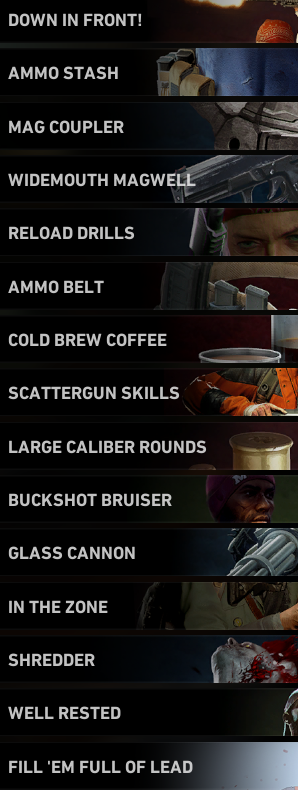 DOWN IN FRONT!
AMMO STASH
MAG COUPLER
WIDEMOUTH MAGWELL
RELOAD DRILLS
AMMO BELT
COLD BREW COFFEE
SCATTERGUN SKILLS
LARGE CALIBER ROUNDS
BUCKSHOT BRUISER
GLASS CANNON
IN THE ZONE
SHREDDER
WELL RESTED
FILL 'EM FULL OF LEAD